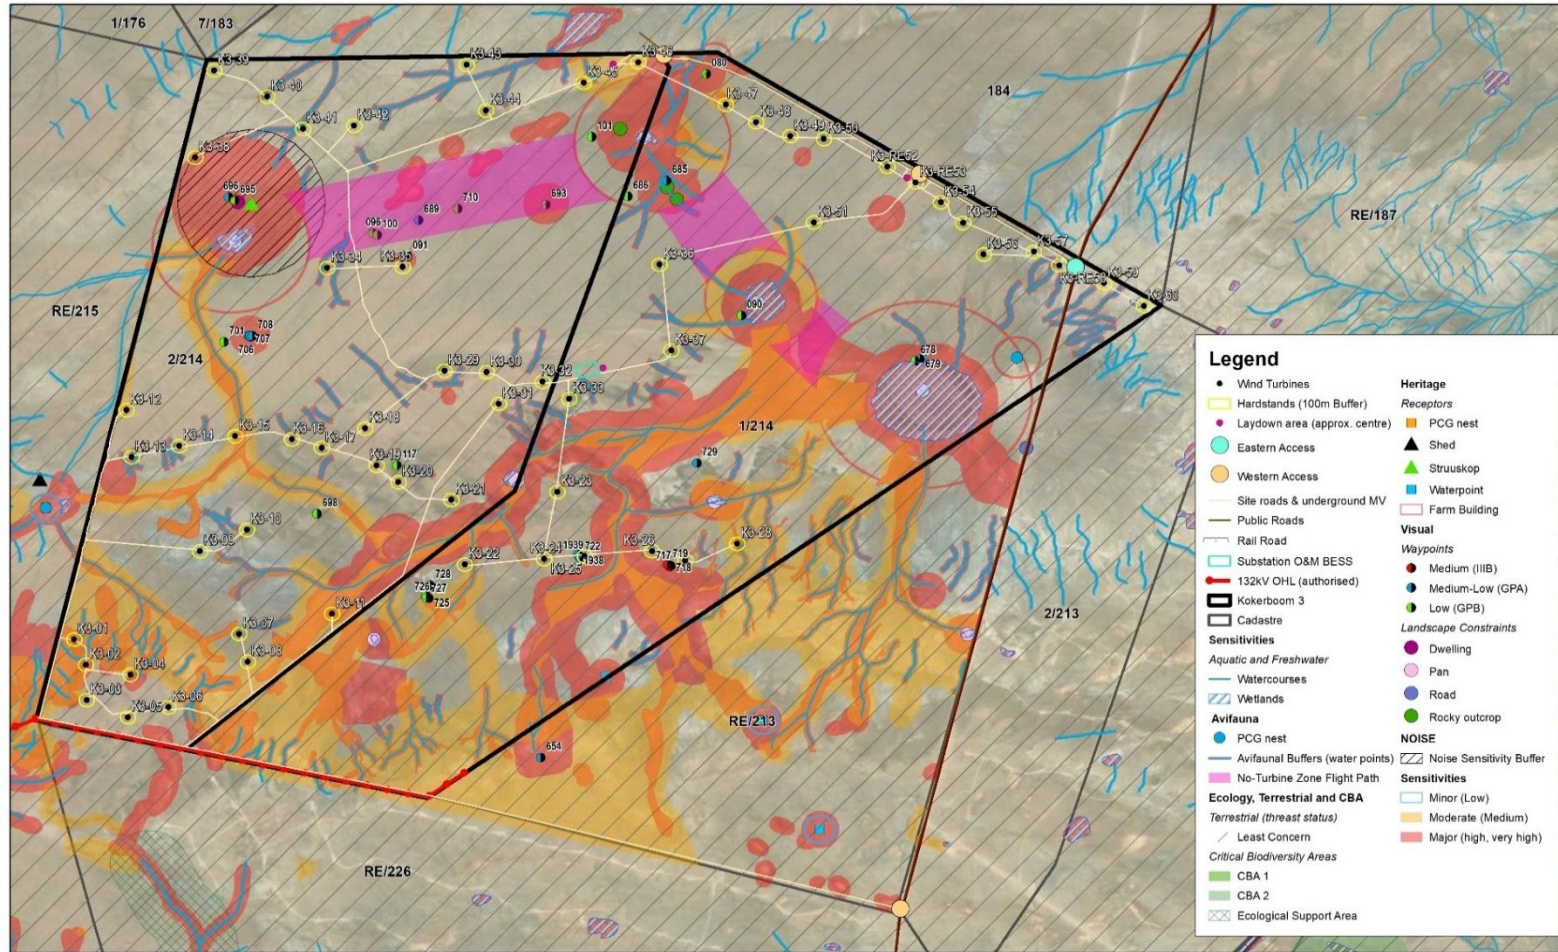 1/176
7/183
K3-39
K3-43
K3-45
080
K3-40
K3-44
K3-47
184
K3-41
K3-42
101
K3-48
K3-49
K3-50
K3-38
K3-RE52
K3-RE53
685
696
695
686
K3-54
710
693
689
096
100
K3-51
K3-55
RE/187
091
K3-56
K3-57
K3-34
K3-35
K3-36
K3-RE58
K3-59
RE/215
K3-60
090
701
708
707
706
K3-37
2/214
678
679
K3-29
K3-30
K3-32
K3-31
K3-33
K3-12
K3-18
K3-15
K3-16
K3-17
1/214
K3-13
K3-14
K3-19
117
729
K3-20
K3-21
K3-23
698
K3-10
K3-09
K3-22
K3-24
1939
722
K3-26
K3-28
K3-25
1938
717
719
718
728
726
727
725
2/213
K3-11
K3-01
K3-07
K3-02
K3-04
K3-08
K3-03
K3-05
K3-06
RE/213
654
RE/226
Legend
Wind Turbines
Hardstands (100m Buffer)
Laydown area (approx. centre)
Eastern Access
Western Access
Site roads & underground MV
Public Roads
Rail Road
Substation O&M BESS
132kV OHL (authorised)
Kokerboom 3
Cadastre
Sensitivities
Aquatic and Freshwater
Watercourses
Wetlands
Avifauna
PCG nest
Avifaunal Buffers (water points)
No-Turbine Zone Flight Path
Ecology, Terrestrial and CBA
Terrestrial (threast status)
Least Concern
Critical Biodiversity Areas
CBA 1
CBA 2
Ecological Support Area
Heritage
Receptors
PCG nest
Shed
Struuskop
Waterpoint
Farm Building
Visual
Waypoints
Medium (IIIB)
Medium-Low (GPA)
Low (GPB)
Landscape Constraints
Dwelling
Pan
Road
Rocky outcrop
NOISE
Noise Sensitivity Buffer
Sensitivities
Minor (Low)
Moderate (Medium)
Major (high, very high)